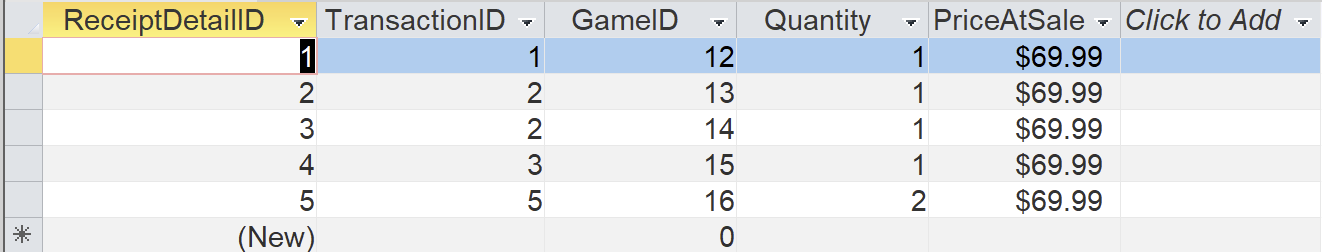 ReceiptDetailID TransactionID GameID Quantity PriceAtSale Click to Add
1 1 12 1 $69.99
2 2 13 1 $69.99
3 2 14 1 $69.99
4 3 15 1 $69.99
5 5 16 2 $69.99
(New) 0